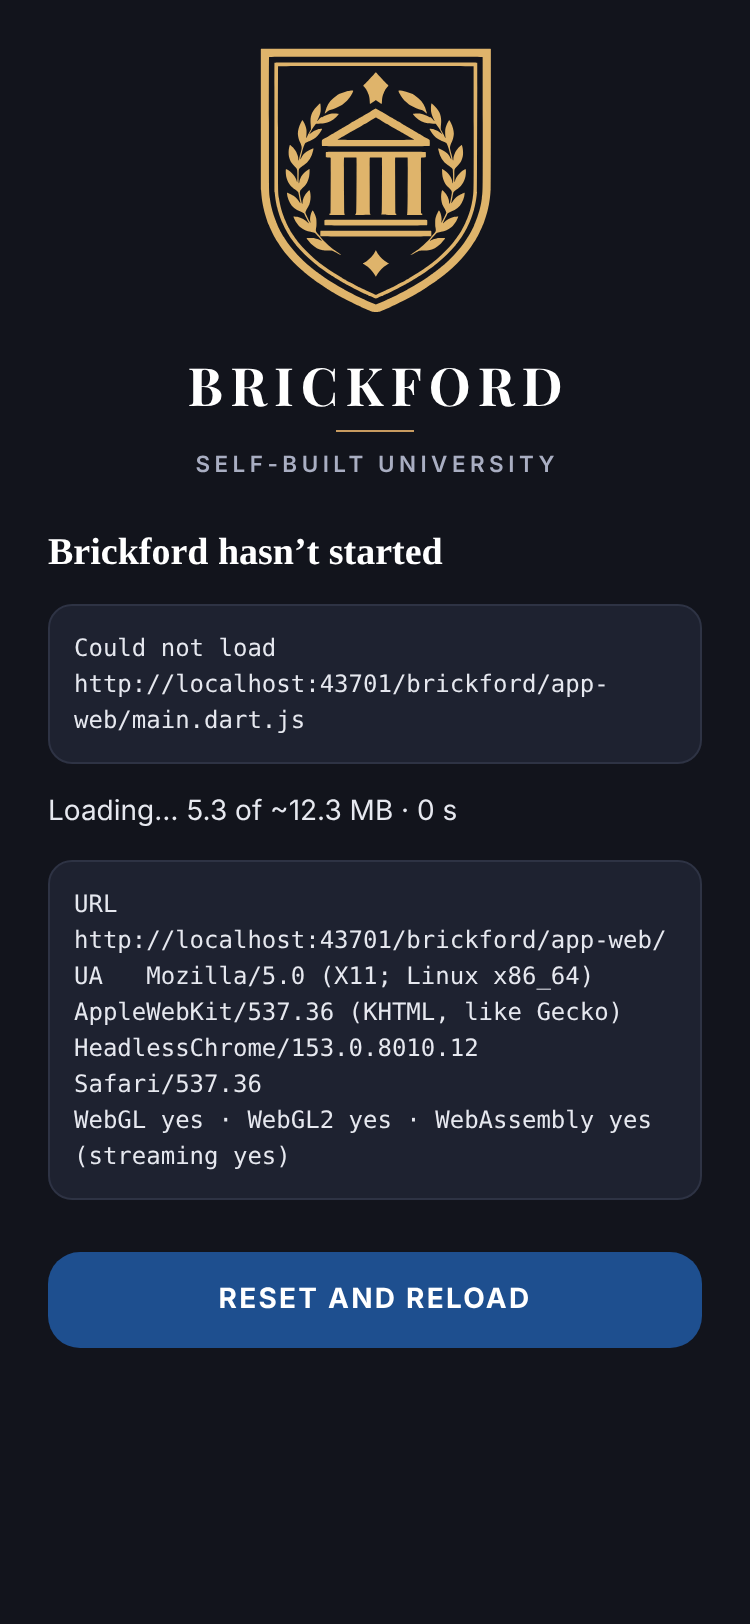 BRICKFORD
SELF-BUILT UNIVERSITY
Brickford hasn’t started
Could not load
http://localhost:43701/brickford/app-
web/main.dart.js
Loading... 5.3 of ~12.3 MB · 0 s
URL
http://localhost:43701/brickford/app-web/
UA   Mozilla/5.0 (X11; Linux x86_64)
AppleWebKit/537.36 (KHTML, like Gecko)
HeadlessChrome/153.0.8010.12
Safari/537.36
WebGL yes · WebGL2 yes · WebAssembly yes
(streaming yes)
RESET AND RELOAD